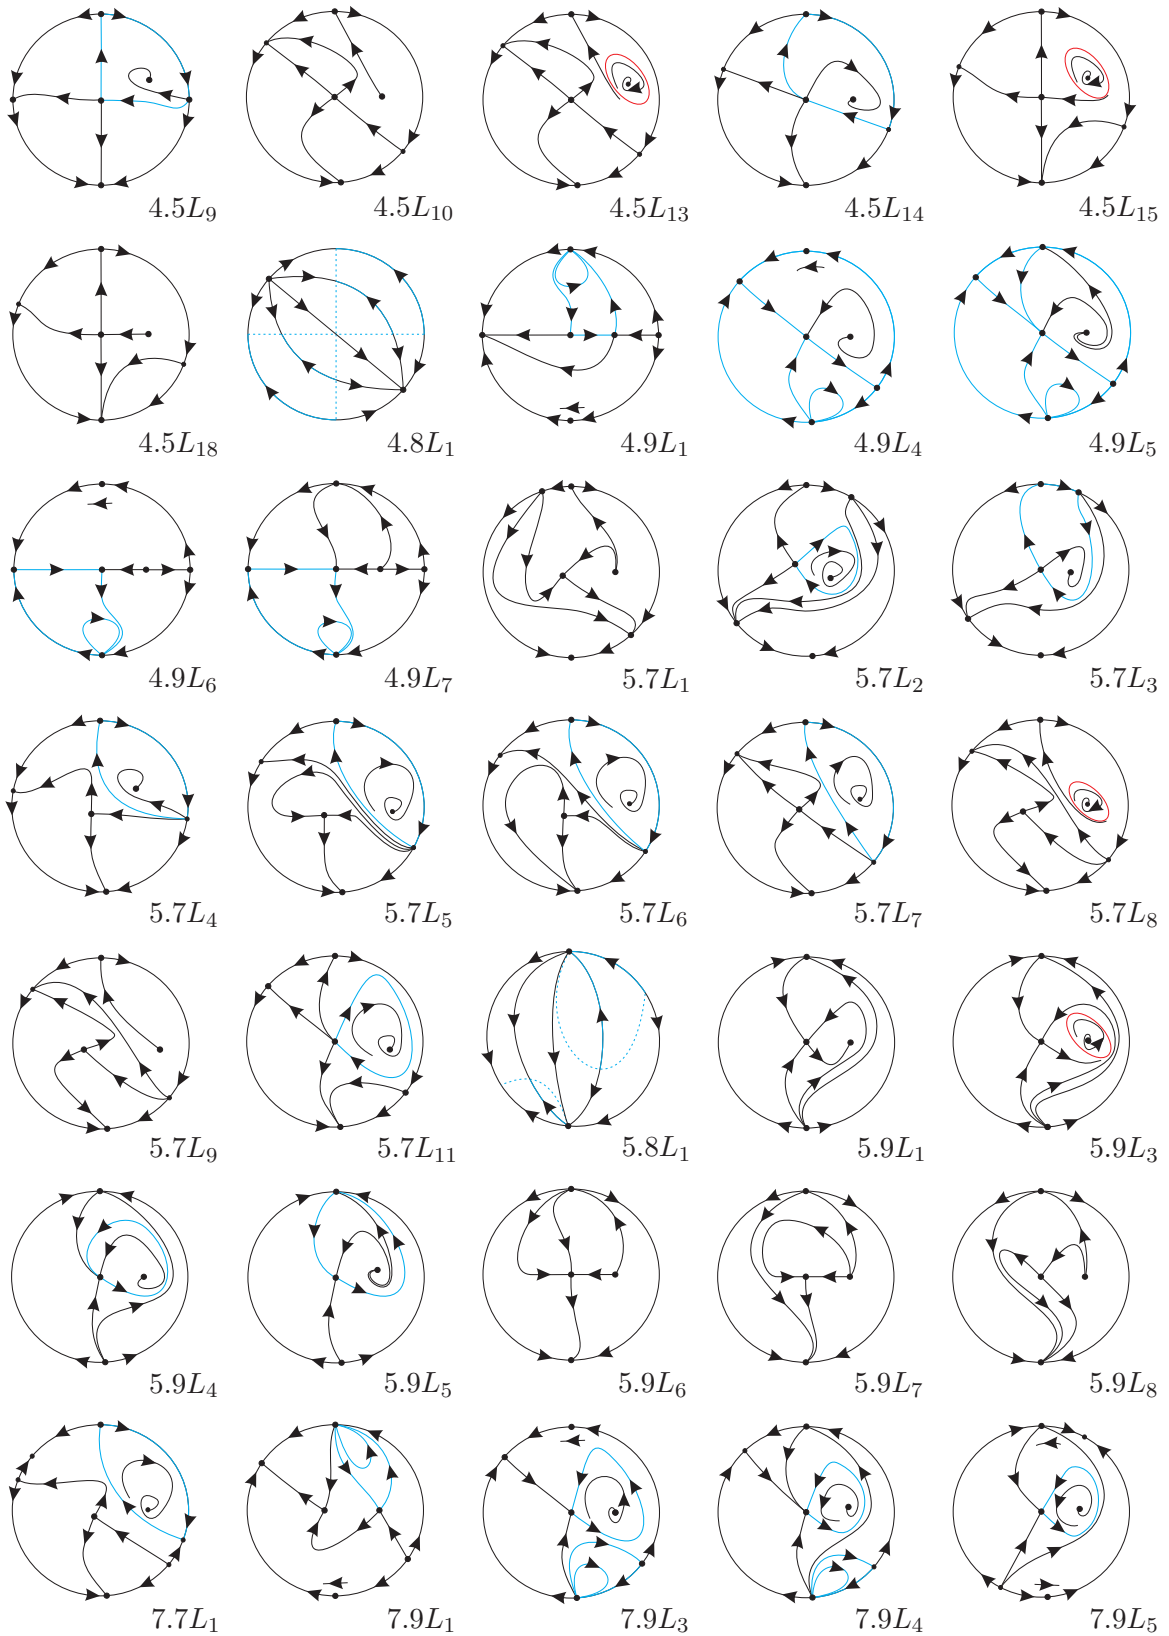 4.5L₉ 4.5L₁₀ 4.5L₁₃ 4.5L₁₄ 4.5L₁₅
4.5L₁₈ 4.8L₁ 4.9L₁ 4.9L₄ 4.9L₅
4.9L₆ 4.9L₇ 5.7L₁ 5.7L₂ 5.7L₃
5.7L₄ 5.7L₅ 5.7L₆ 5.7L₇ 5.7L₈
5.7L₉ 5.7L₁₁ 5.8L₁ 5.9L₁ 5.9L₃
5.9L₄ 5.9L₅ 5.9L₆ 5.9L₇ 5.9L₈
7.7L₁ 7.9L₁ 7.9L₃ 7.9L₄ 7.9L₅